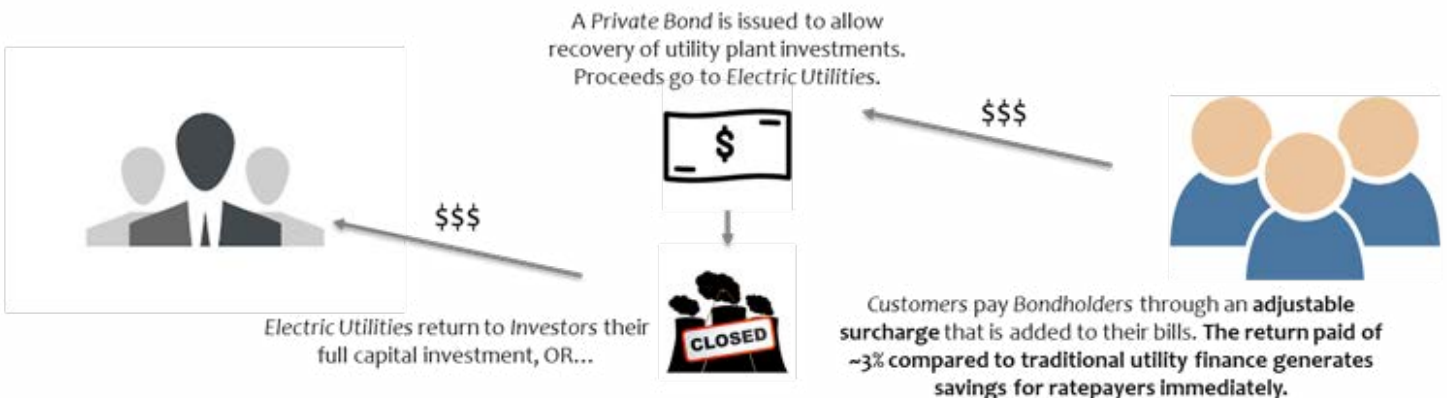 A Private Bond is issued to allow
recovery of utility plant investments.
Proceeds go to Electric Utilities.
$
$$$
$$$
CLOSED
Electric Utilities return to Investors their
full capital investment, OR...
Customers pay Bondholders through an adjustable
surcharge that is added to their bills. The return paid of
~3% compared to traditional utility finance generates
savings for ratepayers immediately.